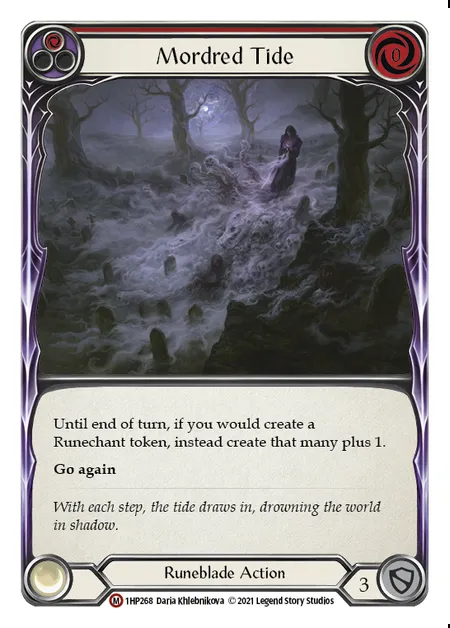 Mordred Tide
0
Until end of turn, if you would create a
Runechant token, instead create that many plus 1.
Go again
With each step, the tide draws in, drowning the world
in shadow.
Runeblade Action
3
M 1HP268 Daria Khlebnikova © 2021 Legend Story Studios